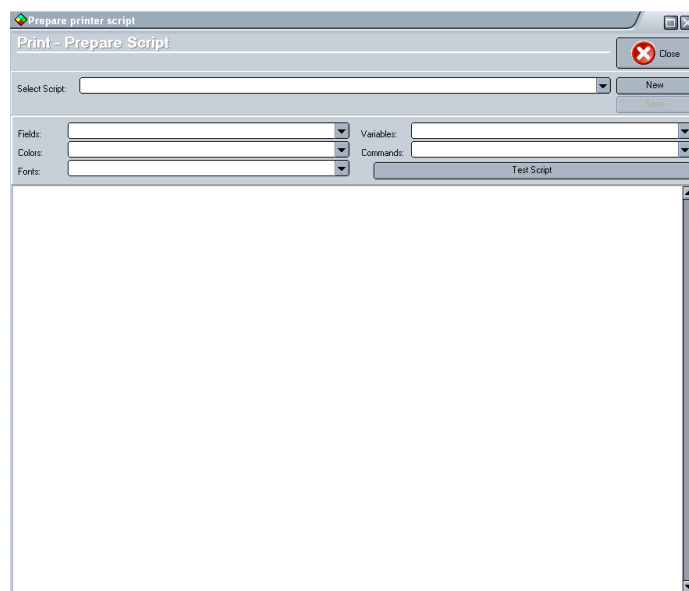 Prepare printer script
Print - Prepare Script
Close
Select Script:
New
Save
Fields:
Variables:
Colors:
Commands:
Fonts:
Test Script